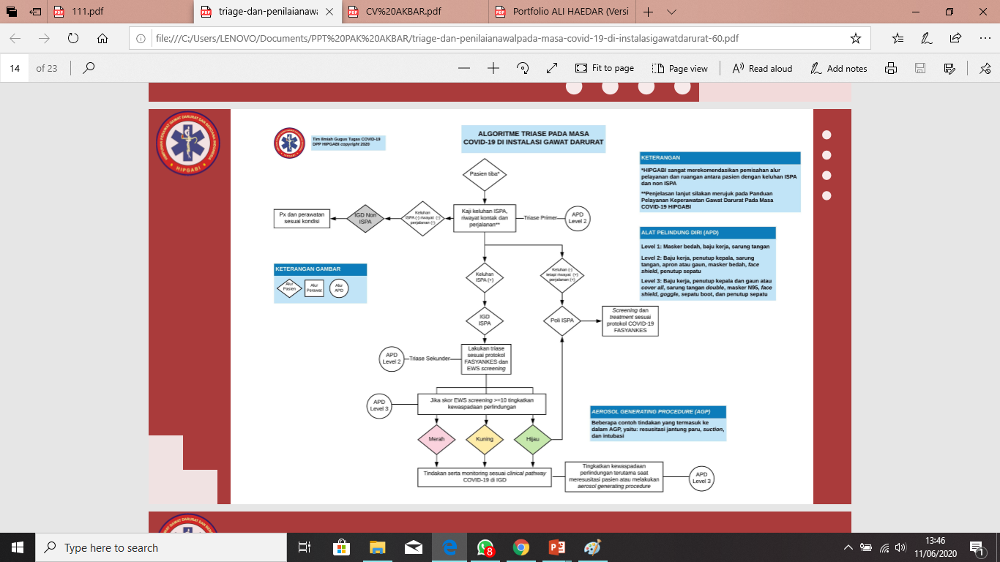 111.pdf
triage-dan-penilaianawa
CV%20AKBAR.pdf
Portfolio ALI HAEDAR (Versi
file:///C:/Users/LENOVO/Documents/PPT%20PAK%20AKBAR/triage-dan-penilaianawalpada-masa-covid-19-di-instalasigawatdarurat-60.pdf
14 of 23
Fit to page
Page view
Read aloud
Add notes
HIPGABI
Tim Ilmiah Gugus Tugas COVID-19
DPP HIPGABI copyright 2020
ALGORITME TRIASE PADA MASA
COVID-19 DI INSTALASI GAWAT DARURAT
Pasien tiba*
Px dan perawatan
sesuai kondisi
IGD Non
ISPA
Keluhan
ISPA (-) riwayat (-)
perjalanan (-)
Kaji keluhan ISPA,
riwayat kontak dan
perjalanan**
Triase Primer
APD
Level 2
KETERANGAN
*HIPGABI sangat merekomendasikan pemisahan alur
pelayanan dan ruangan antara pasien dengan keluhan ISPA
dan non ISPA
**Penjelasan lanjut silakan merujuk pada Panduan
Pelayanan Keperawatan Gawat Darurat Pada Masa
COVID-19 HIPGABI
ALAT PELINDUNG DIRI (APD)
Level 1: Masker bedah, baju kerja, sarung tangan
Level 2: Baju kerja, penutup kepala, sarung
tangan, apron atau gaun, masker bedah, face
shield, penutup sepatu
Level 3: Baju kerja, penutup kepala dan gaun atau
cover all, sarung tangan double, masker N95, face
shield, goggle, sepatu boot, dan penutup sepatu
KETERANGAN GAMBAR
Alur
Pasien
Alur
Perawat
Alur
APD
Keluhan
ISPA (+)
Keluhan (-)
tetapi riwayat (+)
perjalanan (+)
IGD
ISPA
Poli ISPA
Screening dan
treatment sesuai
protokol COVID-19
FASYANKES
APD
Level 2
Triase Sekunder
Lakukan triase
sesuai protokol
FASYANKES dan
EWS screening
APD
Level 3
Jika skor EWS screening >=10 tingkatkan
kewaspadaan perlindungan
Merah
Kuning
Hijau
AEROSOL GENERATING PROCEDURE (AGP)
Beberapa contoh tindakan yang termasuk ke
dalam AGP, yaitu: resusitasi jantung paru, suction,
dan intubasi
Tindakan serta monitoring sesuai clinical pathway
COVID-19 di IGD
Tingkatkan kewaspadaan
perlindungan terutama saat
meresusitasi pasien atau melakukan
aerosol generating procedure
APD
Level 3
Type here to search
8
13:46
11/06/2020
1